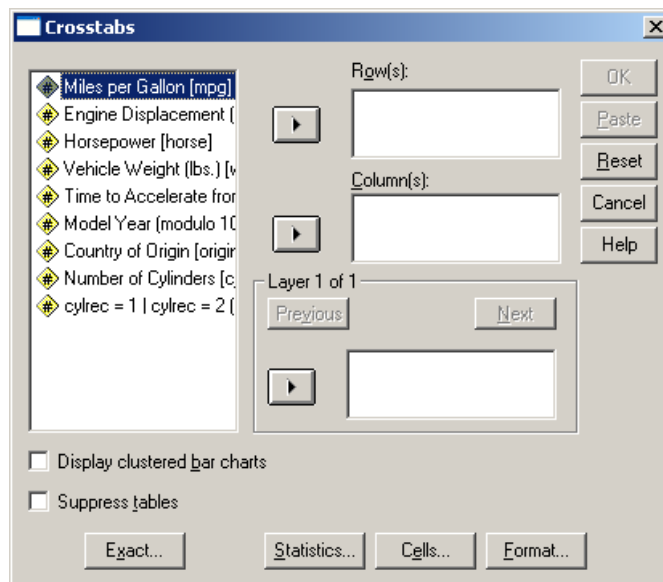 Crosstabs
Miles per Gallon [mpg]
Engine Displacement (
Horsepower [horse]
Vehicle Weight (lbs.) [w
Time to Accelerate from
Model Year (modulo 10
Country of Origin [origin
Number of Cylinders [c
cylrec = 1 | cylrec = 2 (
Row(s):
Column(s):
Layer 1 of 1
Previous
Next
OK
Paste
Reset
Cancel
Help
Display clustered bar charts
Suppress tables
Exact...
Statistics...
Cells...
Format...